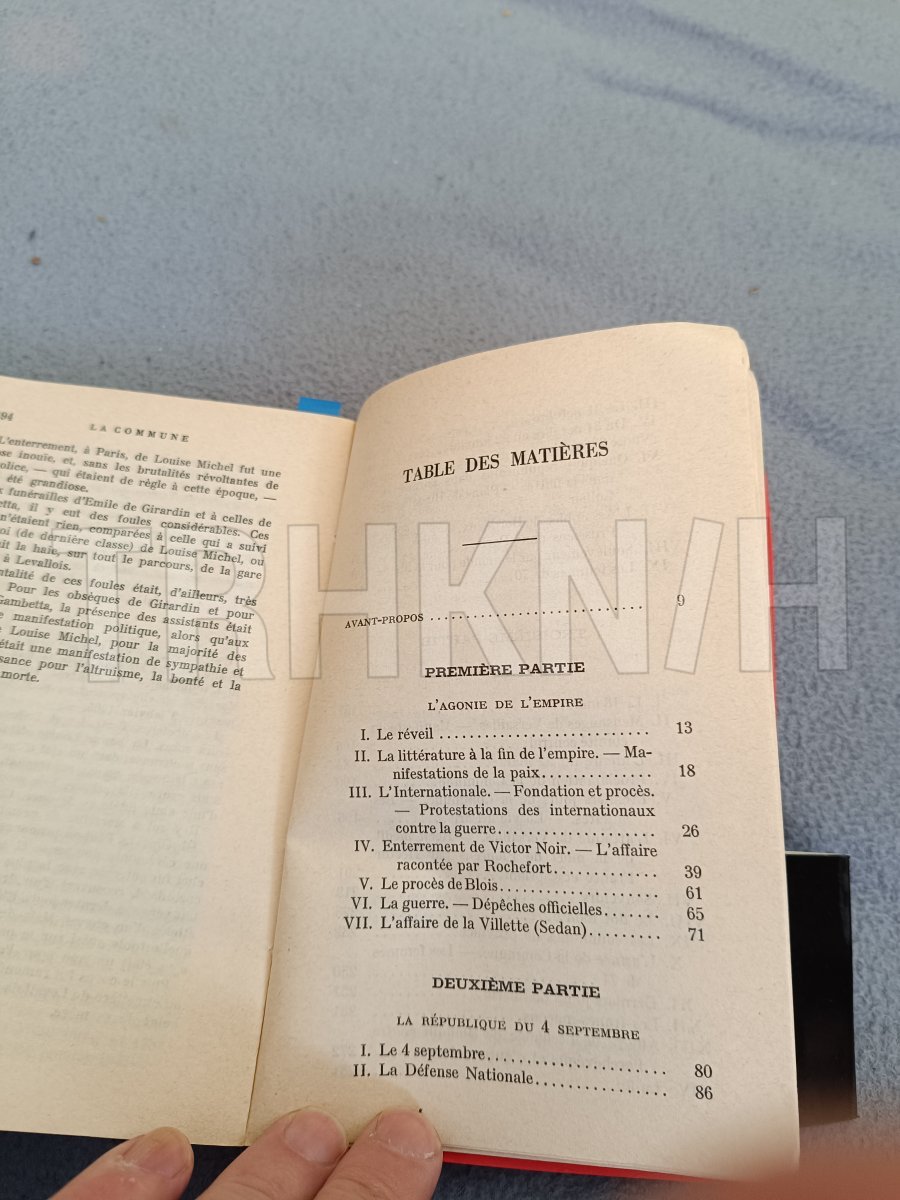 94
LA COMMUNE
L'enterrement, à Paris, de Louise Michel fut une
inouïe, et, sans les brutalités révoltantes de
— qui étaient de règle à cette époque, —
été grandiose.
funérailles d'Emile de Girardin et à celles de
il y eut des foules considérables. Ces
n'étaient rien, comparées à celle qui a suivi
(de dernière classe) de Louise Michel, ou
la haie, sur tout le parcours, de la gare
à Levallois.
de ces foules était, d'ailleurs, très
Pour les obsèques de Girardin et pour
Gambetta, la présence des assistants était
manifestation politique, alors qu'aux
Louise Michel, pour la majorité des
était une manifestation de sympathie et
pour l'altruisme, la bonté et la
morte.
TABLE DES MATIÈRES
AVANT-PROPOS ............................ 9
PREMIÈRE PARTIE
L'AGONIE DE L'EMPIRE
I. Le réveil ............................ 13
II. La littérature à la fin de l'empire. — Ma-
nifestations de la paix.............. 18
III. L'Internationale. — Fondation et procès.
— Protestations des internationaux
contre la guerre.................... 26
IV. Enterrement de Victor Noir. — L'affaire
racontée par Rochefort............. 39
V. Le procès de Blois.................... 61
VI. La guerre. — Dépêches officielles....... 65
VII. L'affaire de la Villette (Sedan)......... 71
DEUXIÈME PARTIE
LA RÉPUBLIQUE DU 4 SEPTEMBRE
I. Le 4 septembre....................... 80
II. La Défense Nationale................. 86